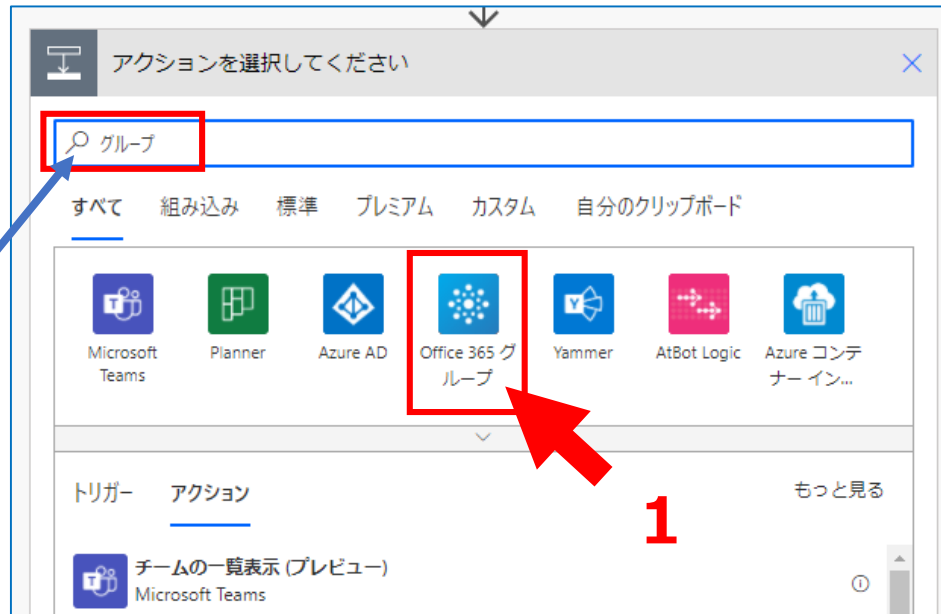 アクションを選択してください
グループ
すべて 組み込み 標準 プレミアム カスタム 自分のクリップボード
Microsoft Teams
Planner
Azure AD
Office 365 グ
ループ
Yammer
AtBot Logic
Azure コンテ
ナー イン...
1
トリガー アクション もっと見る
チームの一覧表示 (プレビュー)
Microsoft Teams